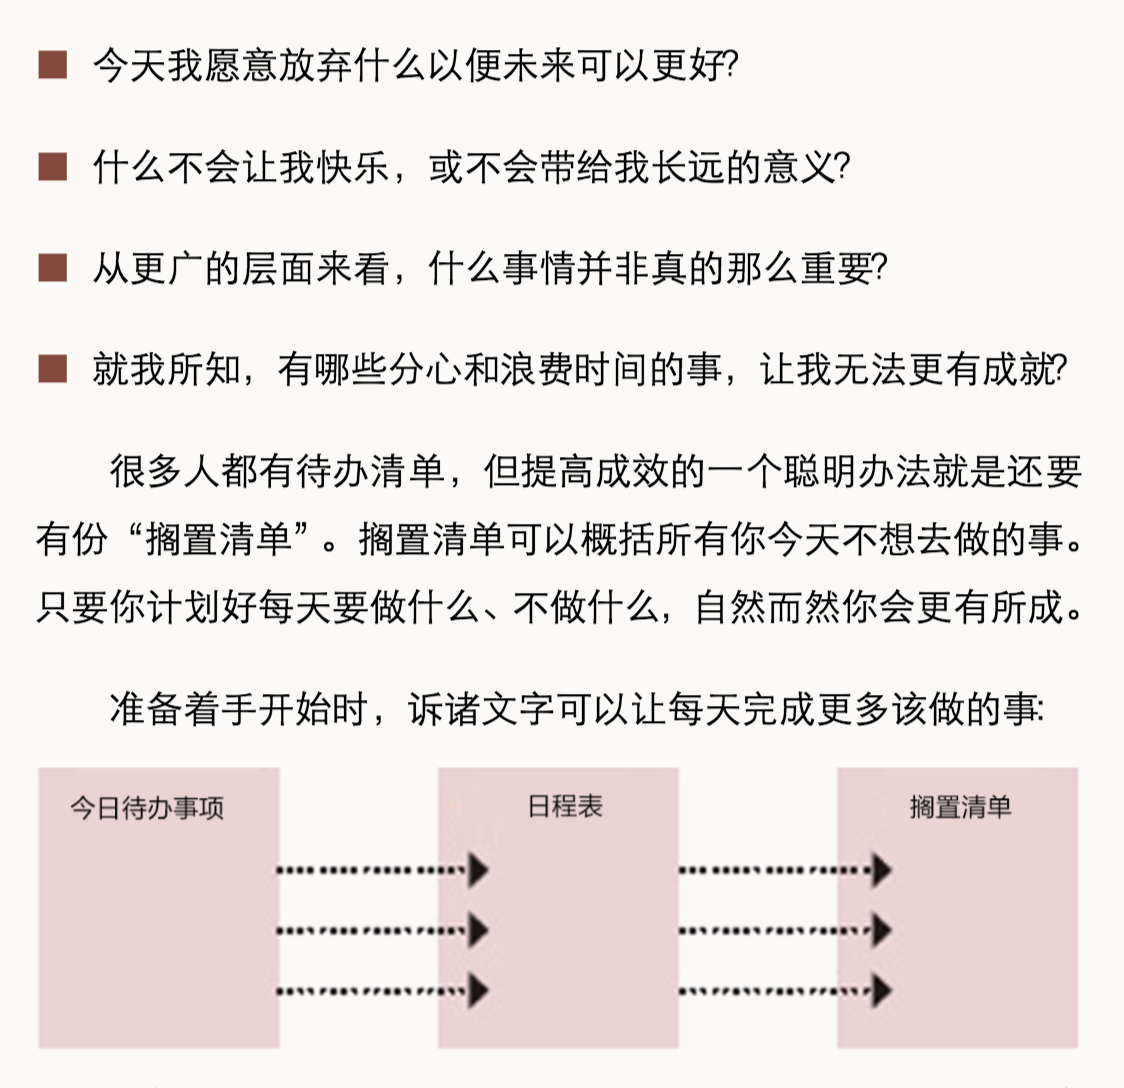 ■ 今天我愿意放弃什么以便未来可以更好?
■ 什么不会让我快乐，或不会带给我长远的意义?
■ 从更广的层面来看，什么事情并非真的那么重要?
■ 就我所知，有哪些分心和浪费时间的事，让我无法更有成就?
很多人都有待办清单，但提高成效的一个聪明办法就是还要
有份“搁置清单”。搁置清单可以概括所有你今天不想去做的事。
只要你计划好每天要做什么、不做什么，自然而然你会更有所成。
准备着手开始时，诉诸文字可以让每天完成更多该做的事:
今日待办事项
日程表
搁置清单